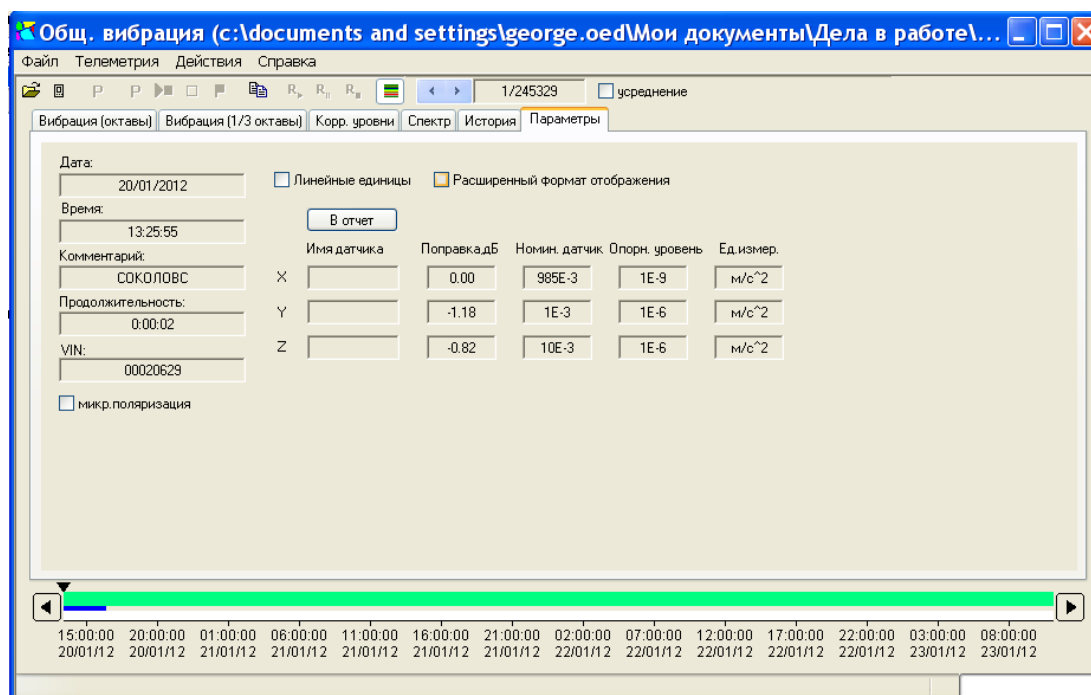 Общ. вибрация (c:\documents and settings\george.oed\Мои документы\Дела в работе\...
Файл Телеметрия Действия Справка
P P R R R 1/245329 усреднение
Вибрация (октавы) Вибрация (1/3 октавы) Корр. уровни Спектр История Параметры
Дата:
20/01/2012
Линейные единицы Расширенный формат отображения
Время:
13:25:55
В отчет
Комментарий:
СОКОЛОВС
Продолжительность:
0:00:02
VIN:
00020629
микр.поляризация
Имя датчика Поправка,дБ Номин. датчик Опорн. уровень Ед.измер.
X 0.00 985E-3 1E-9 м/с^2
Y -1.18 1E-3 1E-6 м/с^2
Z -0.82 10E-3 1E-6 м/с^2
15:00:00 20:00:00 01:00:00 06:00:00 11:00:00 16:00:00 21:00:00 02:00:00 07:00:00 12:00:00 17:00:00 22:00:00 03:00:00 08:00:00
20/01/12 20/01/12 21/01/12 21/01/12 21/01/12 21/01/12 21/01/12 22/01/12 22/01/12 22/01/12 22/01/12 22/01/12 23/01/12 23/01/12